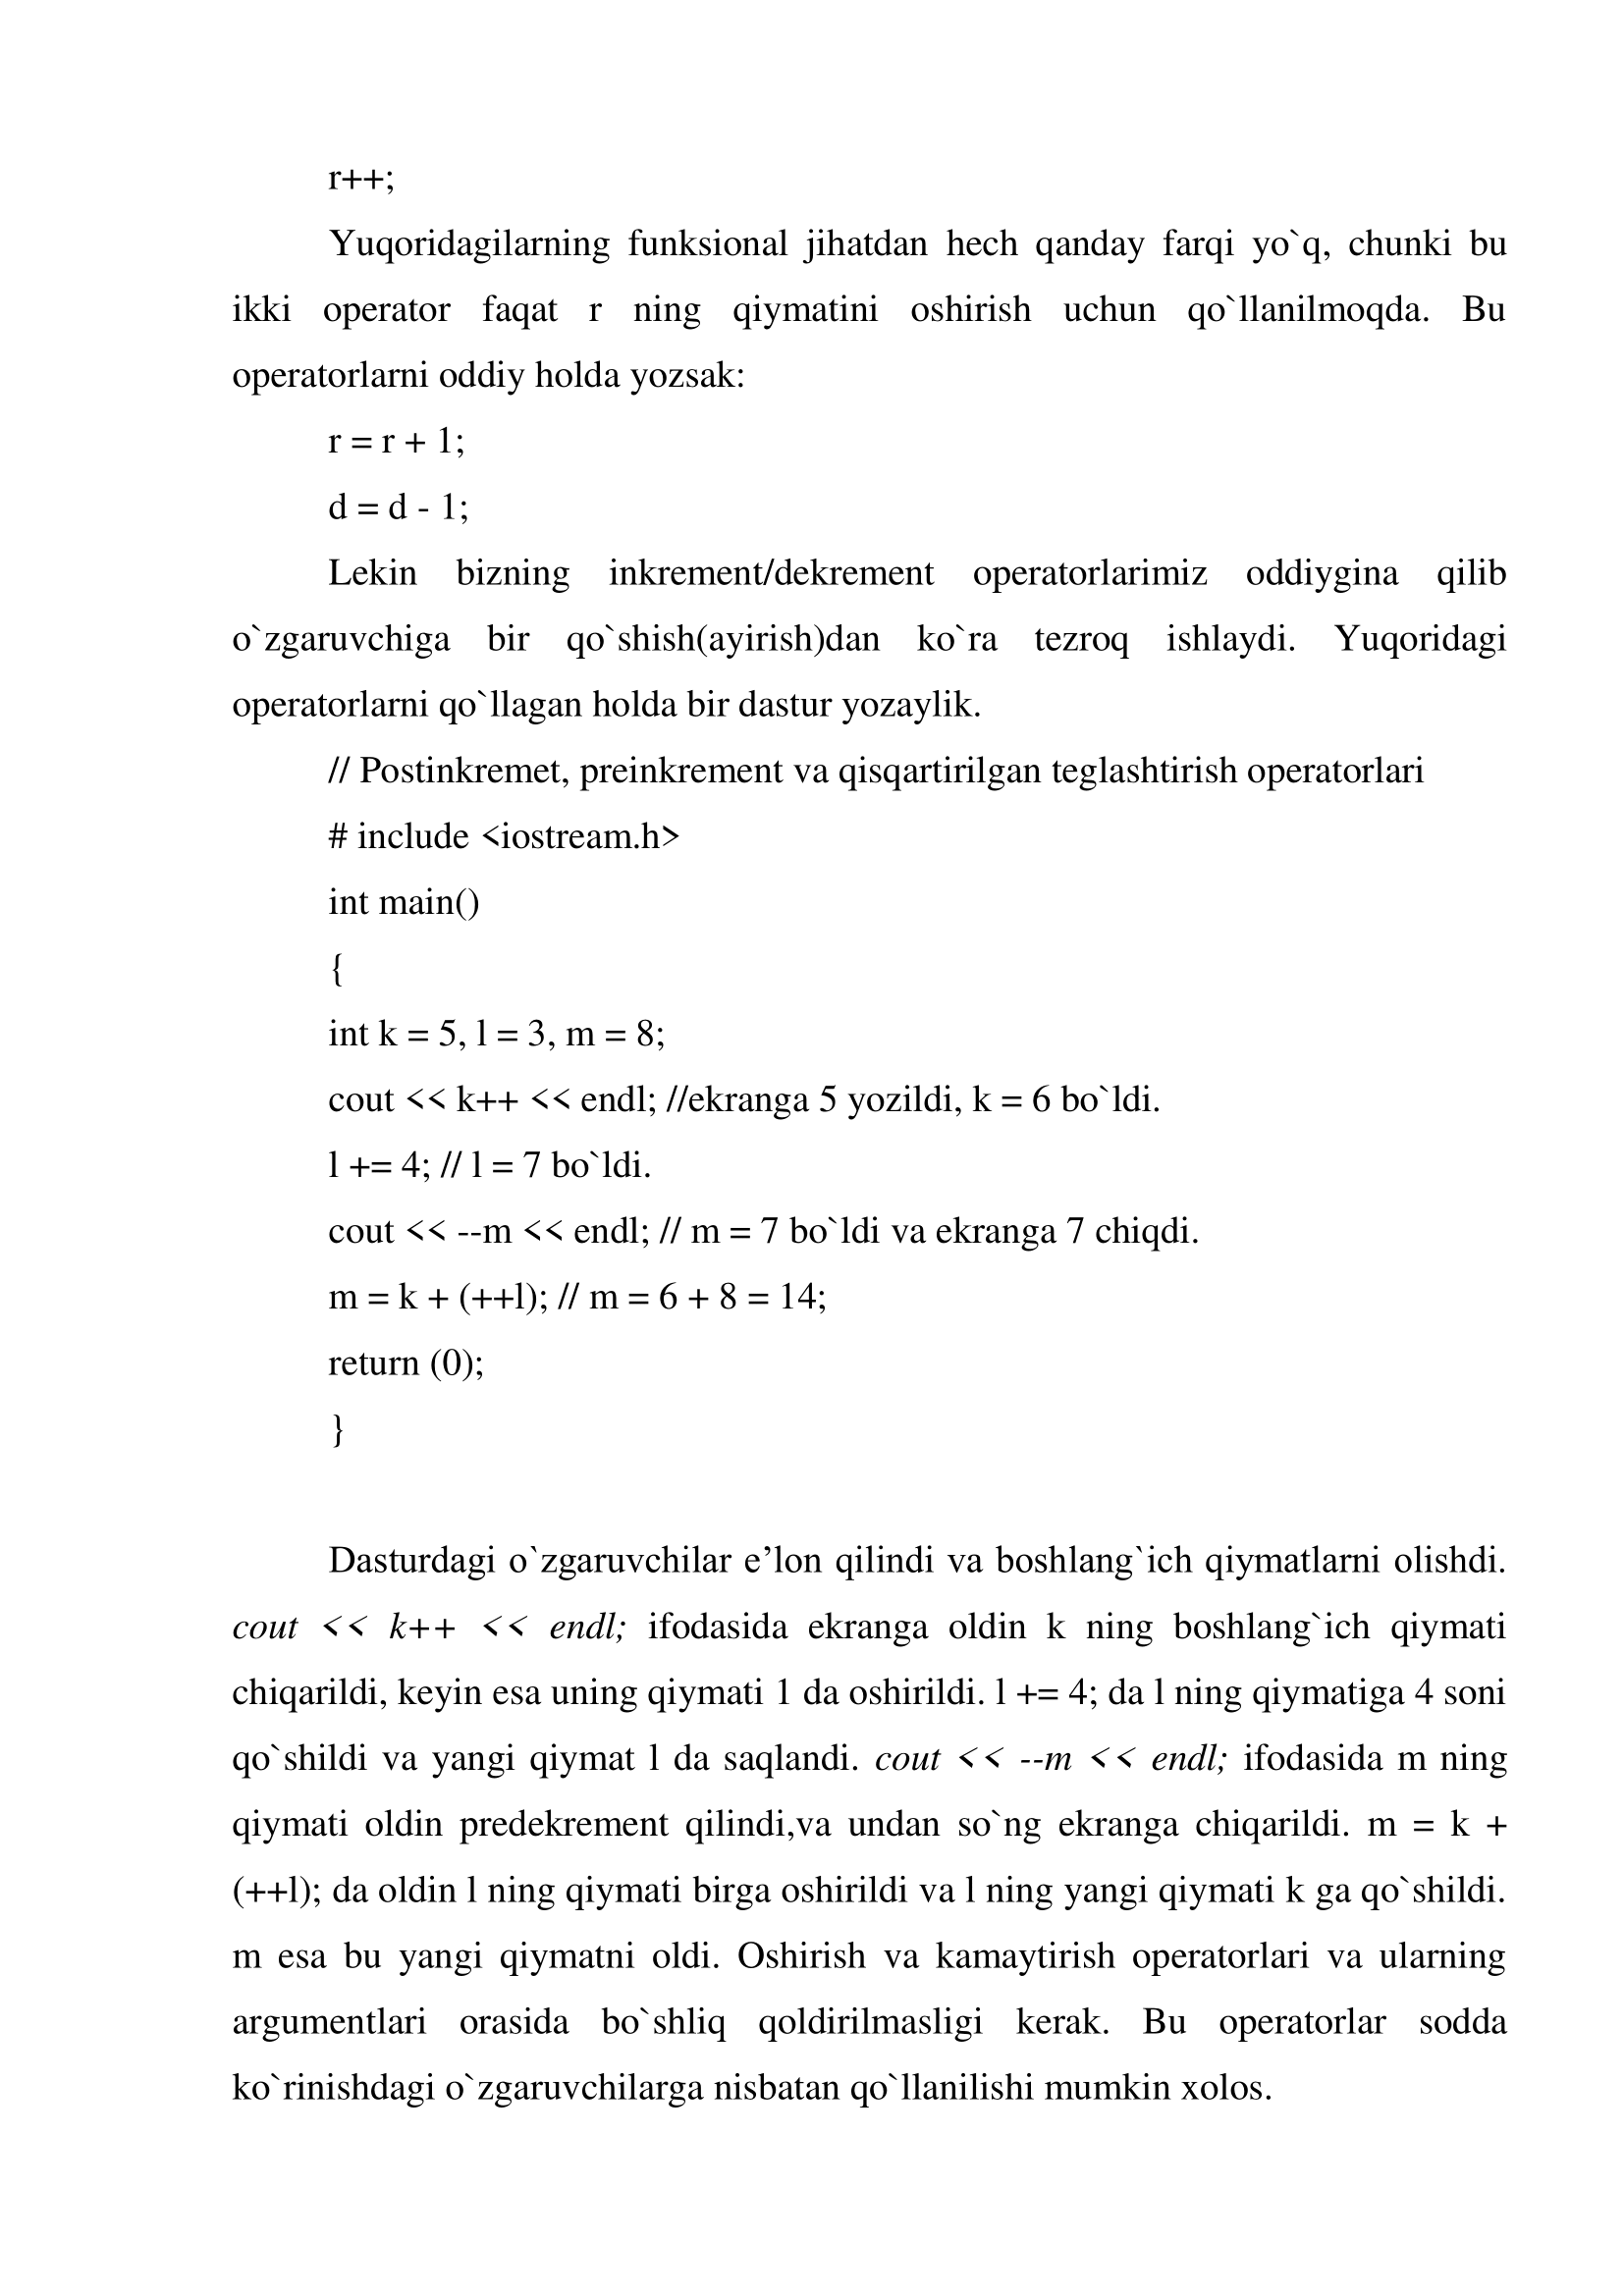 r++;
Yuqoridagilarning funksional jihatdan hech qanday farqi yo`q, chunki bu
ikki operator faqat r ning qiymatini oshirish uchun qo`llanilmoqda. Bu
operatorlarni oddiy holda yozsak:
r = r + 1;
d = d - 1;
Lekin bizning inkrement/dekrement operatorlarimiz oddiygina qilib
o`zgaruvchiga bir qo`shish(ayirish)dan ko`ra tezroq ishlaydi. Yuqoridagi
operatorlarni qo`llagan holda bir dastur yozaylik.
// Postinkremet, preinkrement va qisqartirilgan teglashtirish operatorlari
# include <iostream.h>
int main()
{
int k = 5, l = 3, m = 8;
cout << k++ << endl; //ekranga 5 yozildi, k = 6 bo`ldi.
l += 4; // l = 7 bo`ldi.
cout << --m << endl; // m = 7 bo`ldi va ekranga 7 chiqdi.
m = k + (++l); // m = 6 + 8 = 14;
return (0);
}
Dasturdagi o`zgaruvchilar e’lon qilindi va boshlang`ich qiymatlarni olishdi.
cout << k++ << endl; ifodasida ekranga oldin k ning boshlang`ich qiymati
chiqarildi, keyin esa uning qiymati 1 da oshirildi. l += 4; da l ning qiymatiga 4 soni
qo`shildi va yangi qiymat l da saqlandi. cout << --m << endl; ifodasida m ning
qiymati oldin predekrement qilindi,va undan so`ng ekranga chiqarildi. m = k +
(++l); da oldin l ning qiymati birga oshirildi va l ning yangi qiymati k ga qo`shildi.
m esa bu yangi qiymatni oldi. Oshirish va kamaytirish operatorlari va ularning
argumentlari orasida bo`shliq qoldirilmasligi kerak. Bu operatorlar sodda
ko`rinishdagi o`zgaruvchilarga nisbatan qo`llanilishi mumkin xolos.